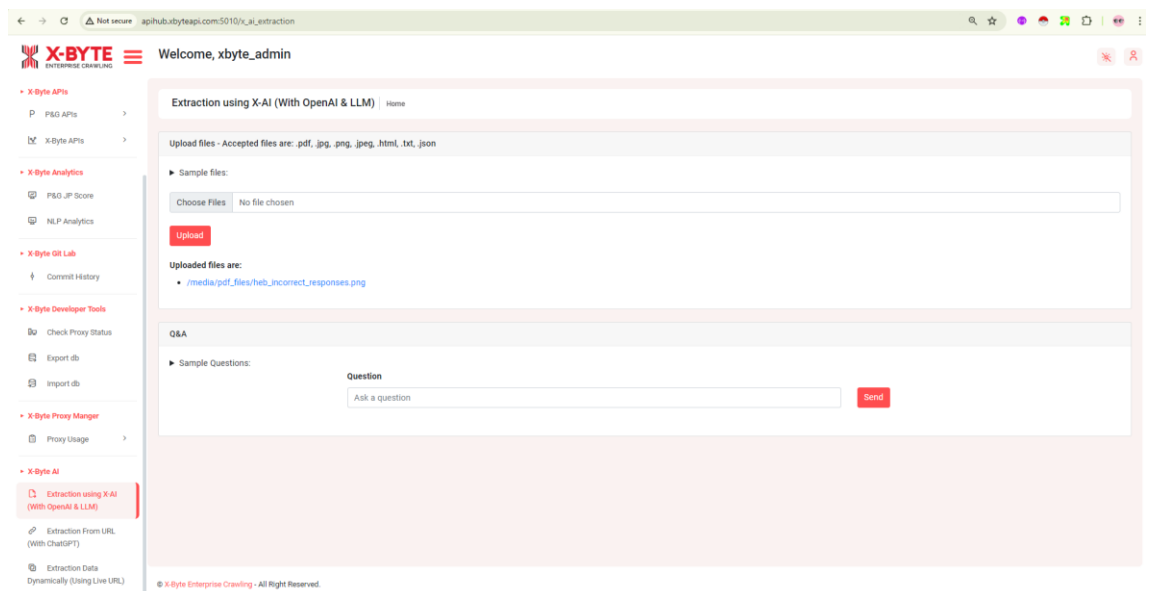 Not secure apihub.xbyteapi.com:5010/x_ai_extraction
X-BYTE
ENTERPRISE CRAWLING
Welcome, xbyte_admin
X-Byte APIs
P&G APIs
X-Byte APIs
X-Byte Analytics
P&G JP Score
NLP Analytics
X-Byte Git Lab
Commit History
X-Byte Developer Tools
Check Proxy Status
Export db
import db
X-Byte Proxy Manger
Proxy Usage
X-Byte AI
Extraction using X-AI
(With OpenAI & LLM)
Extraction From URL
(With ChatGPT)
Extraction Data
Dynamically (Using Live URL)
Extraction using X-AI (With OpenAI & LLM) Home
Upload files - Accepted files are: .pdf, .jpg, .png, .jpeg, .html, .txt, .json
Sample files:
Choose Files No file chosen
Upload
Uploaded files are:
/media/pdf_files/heb_incorrect_responses.png
Q&A
Sample Questions:
Question
Ask a question
Send
© X-Byte Enterprise Crawling - All Right Reserved.